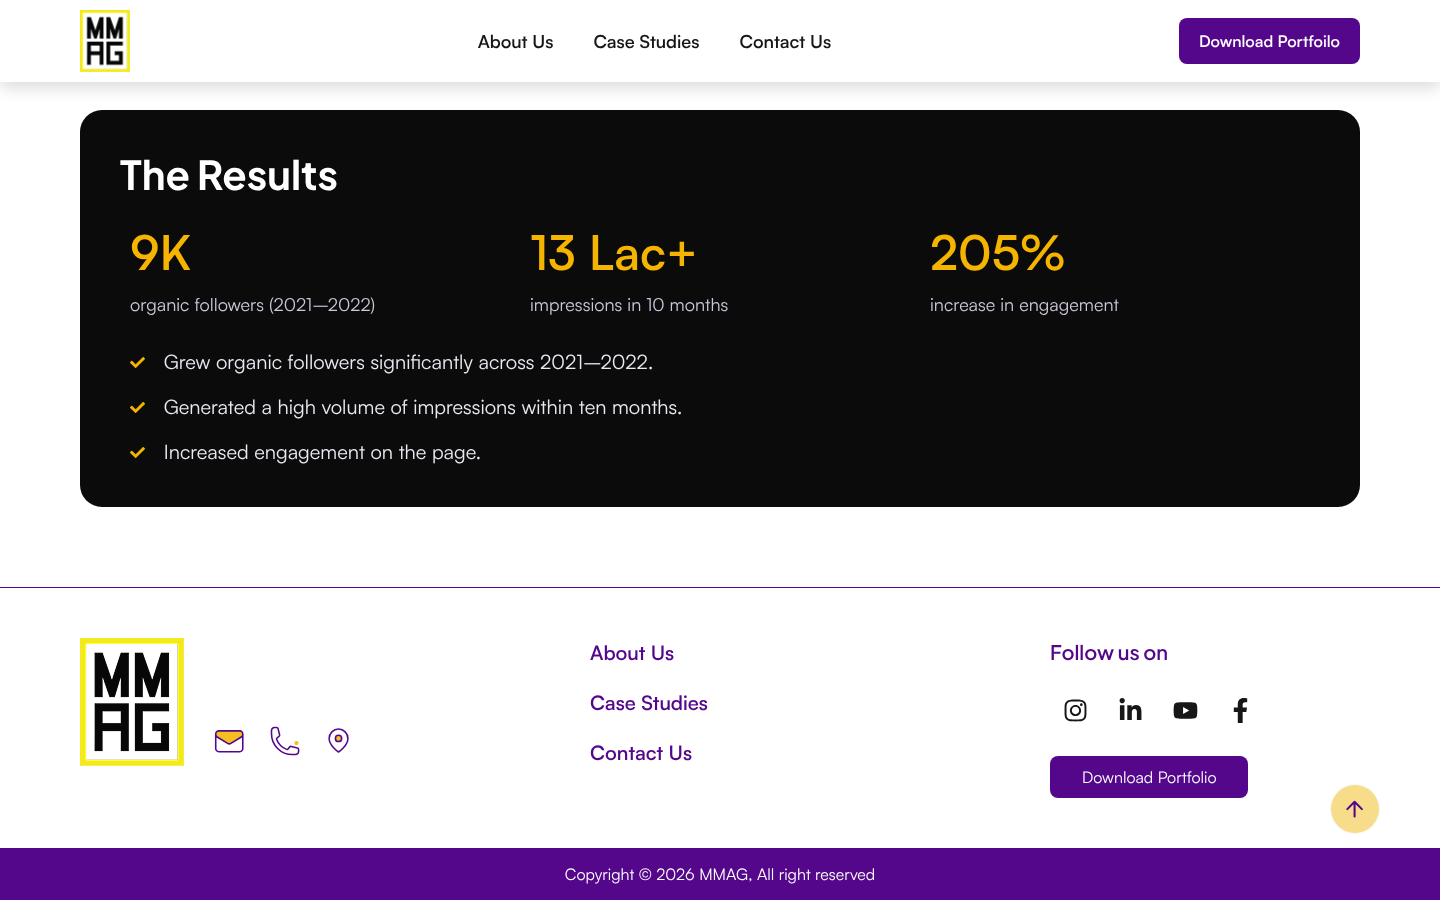 MM
AG
About Us
Case Studies
Contact Us
Download Portfoilo
The Results
9K
13 Lac+
205%
organic followers (2021—2022)
impressions in 10 months
increase in engagement
Grew organic followers significantly across 2021—2022.
Generated a high volume of impressions within ten months.
Increased engagement on the page.
MM
AG
About Us
Case Studies
Contact Us
Follow us on
Download Portfolio
Copyright © 2026 MMAG, All right reserved